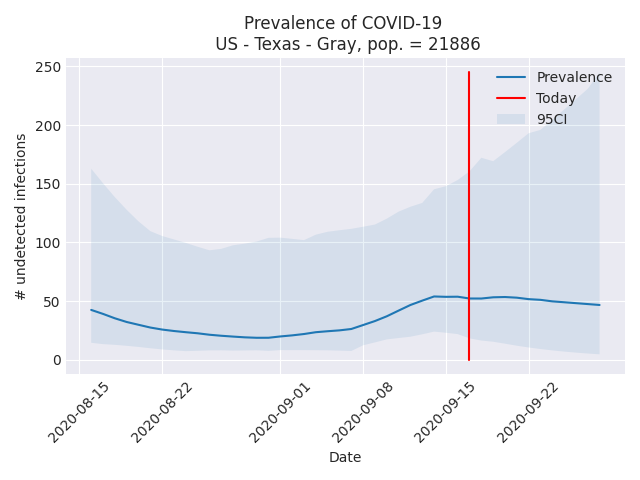 Prevalence of COVID-19
US - Texas - Gray, pop. = 21886
# undetected infections
250
200
150
100
50
0
Prevalence
Today
95CI
2020-08-15
2020-08-22
2020-09-01
2020-09-08
2020-09-15
2020-09-22
Date